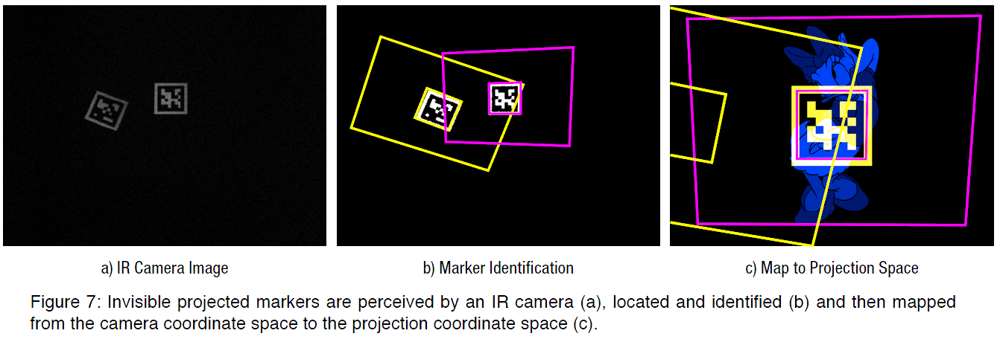 a) IR Camera Image
b) Marker Identification
c) Map to Projection Space
Figure 7: Invisible projected markers are perceived by an IR camera (a), located and identified (b) and then mapped
from the camera coordinate space to the projection coordinate space (c).